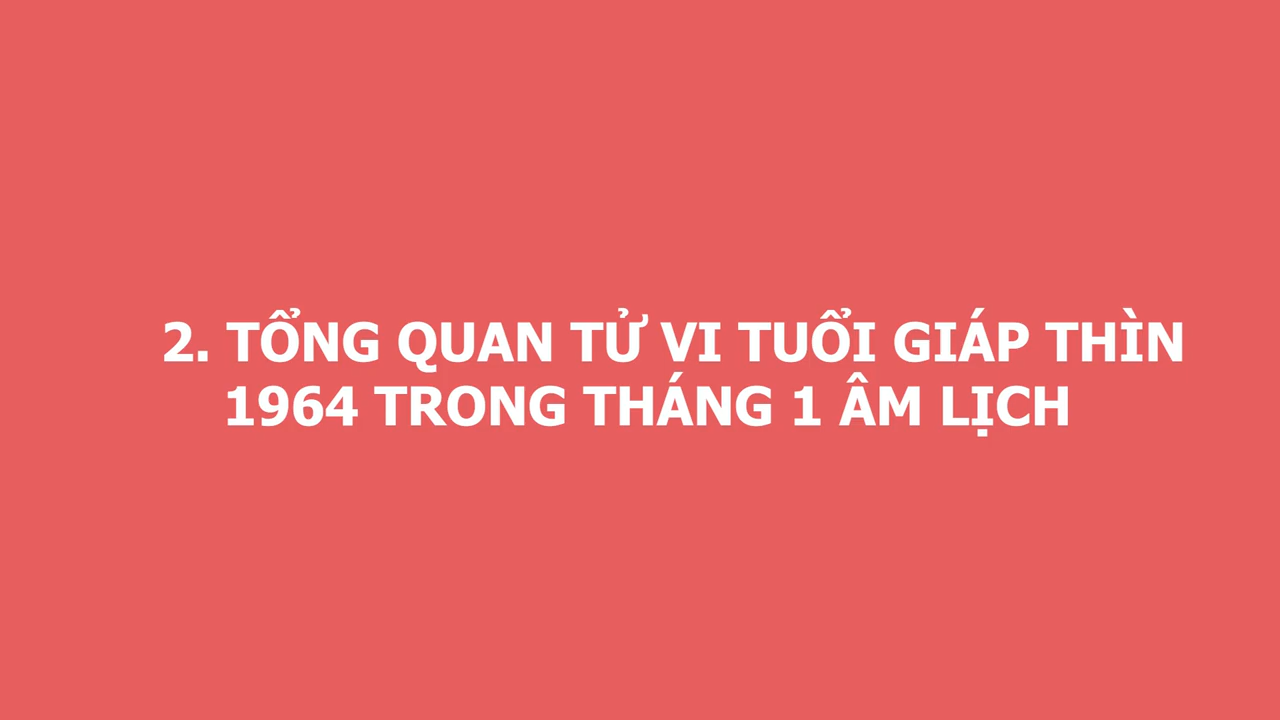 2. TỔNG QUAN TỬ VI TUỔI GIÁP THÌN
1964 TRONG THÁNG 1 ÂM LỊCH